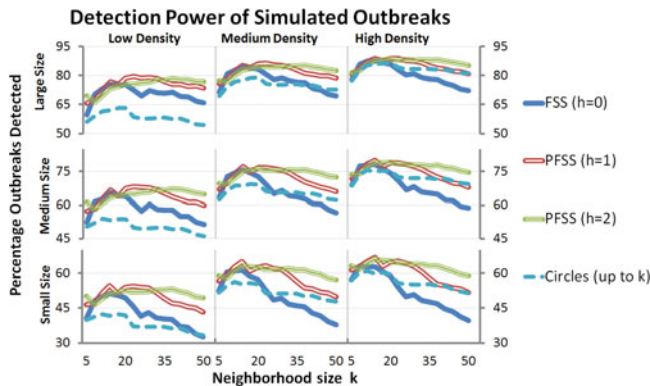 Detection Power of Simulated Outbreaks
Low Density Medium Density High Density
Percentage Outbreaks Detected
Large Size
95
80
65
50
95
80
65
50
Medium Size
75
60
45
75
60
45
Small Size
60
45
30
60
45
30
5 20 35 50 5 20 35 50 5 20 35 50
Neighborhood size k
FSS (h=0)
PFSS (h=1)
PFSS (h=2)
Circles (up to k)